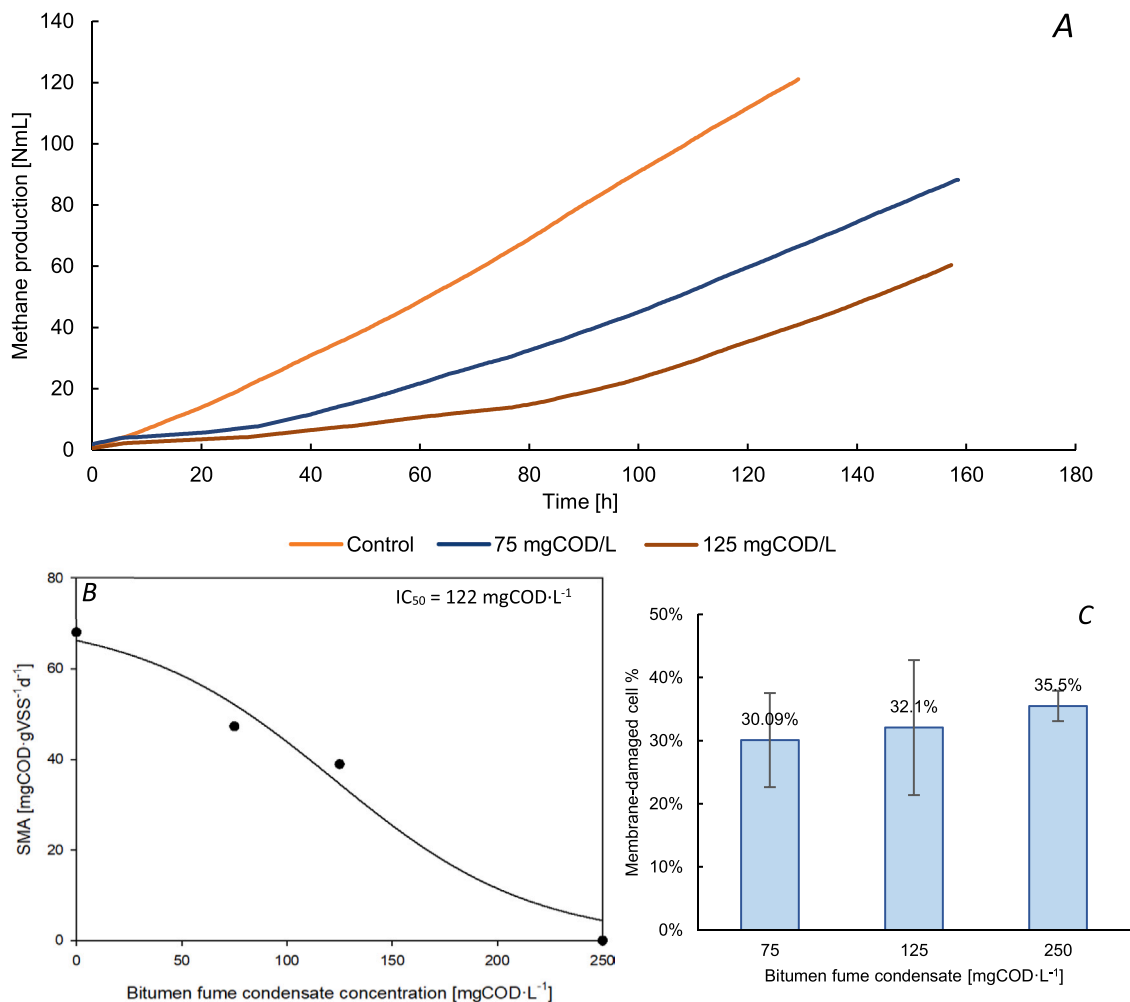 A
Methane production [NmL]
140
120
100
80
60
40
20
0
0 20 40 60 80 100 120 140 160 180
Time [h]
Control 75 mgCOD/L 125 mgCOD/L
B
IC₅₀ = 122 mgCOD·L⁻¹
SMA [mgCOD·gVSS⁻¹d⁻¹]
80
60
40
20
0
0 50 100 150 200 250
Bitumen fume condensate concentration [mgCOD·L⁻¹]
C
Membrane-damaged cell %
50%
40%
30%
20%
10%
0%
30.09% 32.1% 35.5%
75 125 250
Bitumen fume condensate [mgCOD·L⁻¹]